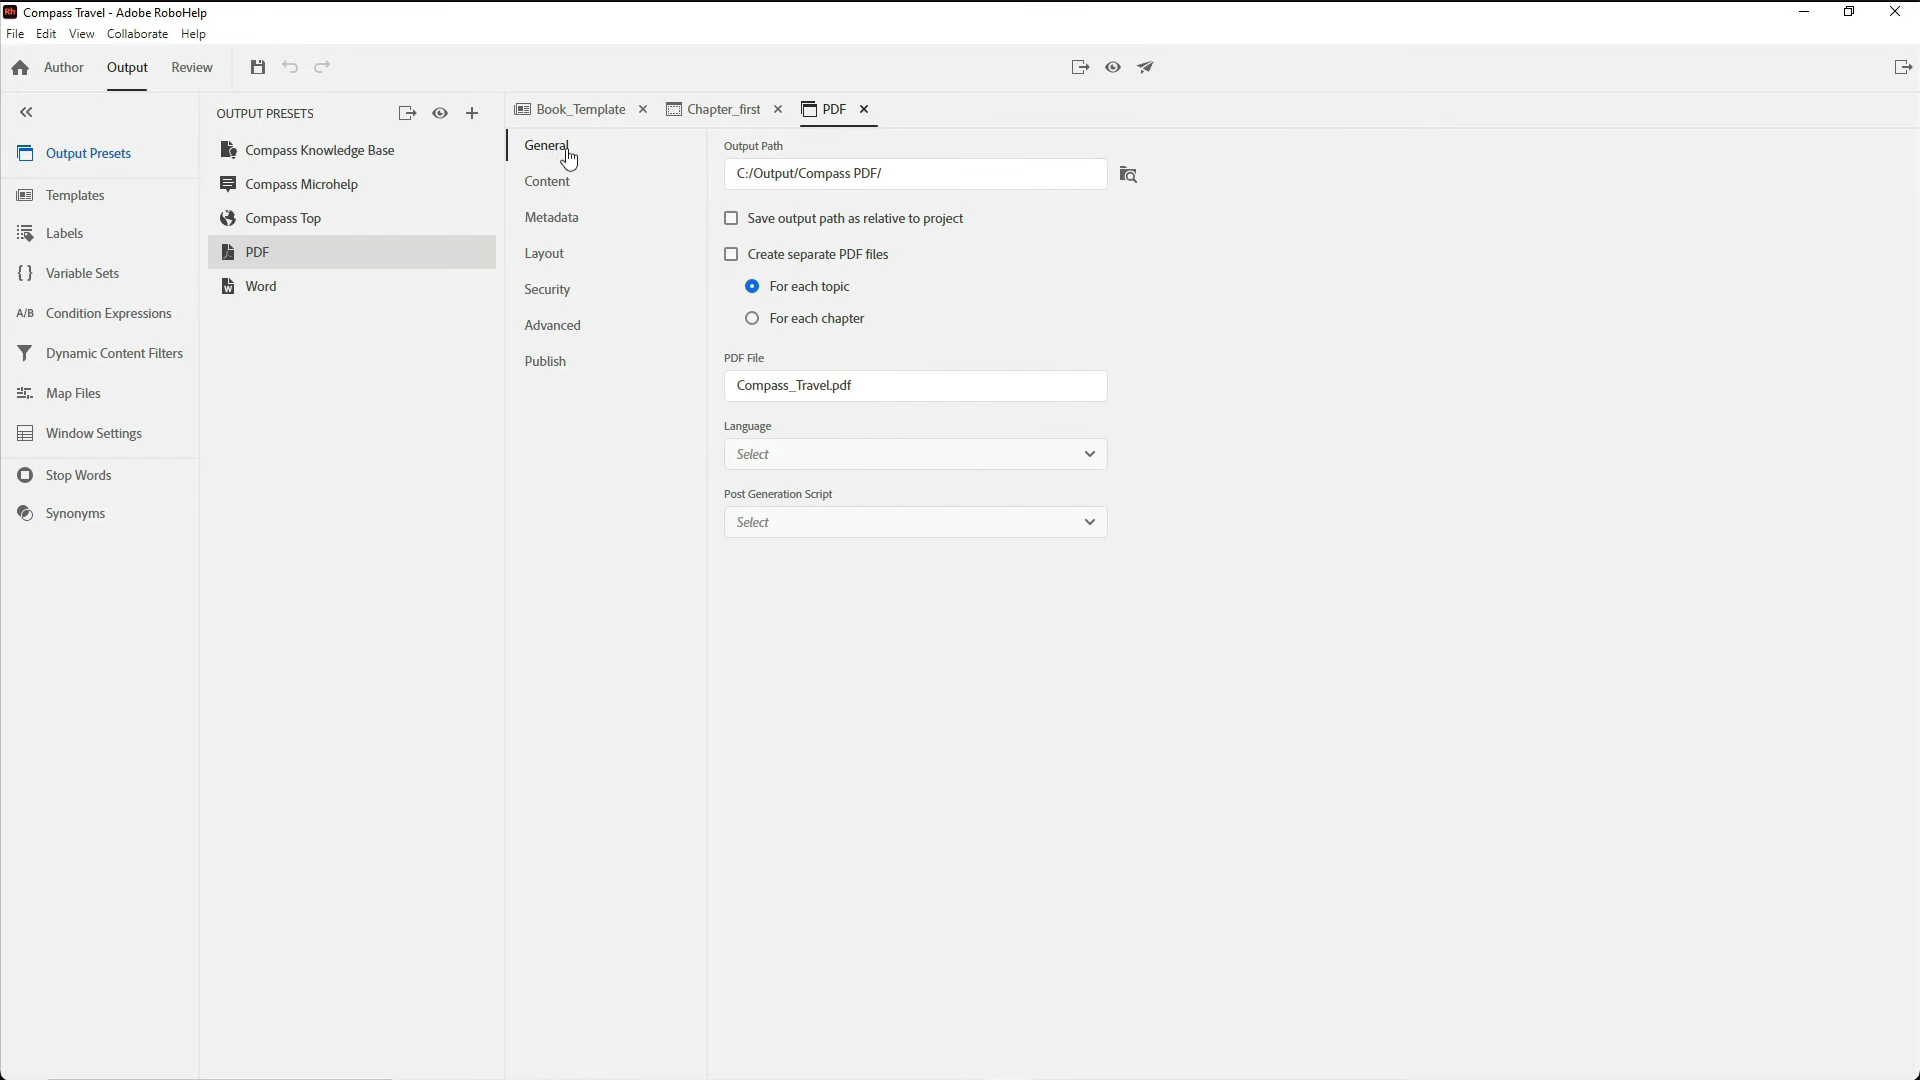 Rh Compass Travel - Adobe RoboHelp
File Edit View Collaborate Help
Author Output Review
OUTPUT PRESETS
Book_Template Chapter_first PDF
Output Presets
Templates
Labels
Variable Sets
A/B Condition Expressions
Dynamic Content Filters
Map Files
Window Settings
Stop Words
Synonyms
Compass Knowledge Base
Compass Microhelp
Compass Top
PDF
Word
General
Content
Metadata
Layout
Security
Advanced
Publish
Output Path
C:/Output/Compass PDF/
Save output path as relative to project
Create separate PDF files
For each topic
For each chapter
PDF File
Compass_Travel.pdf
Language
Select
Post Generation Script
Select